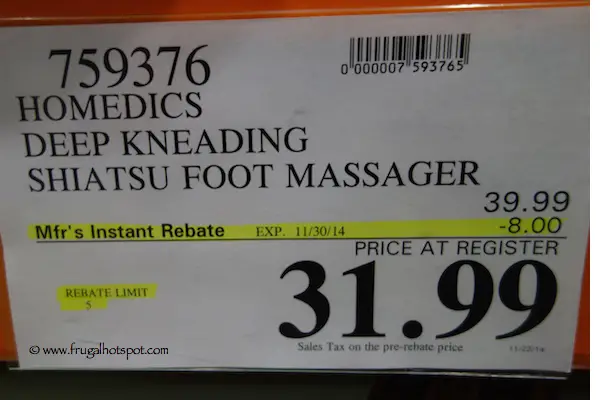 759376
0 000007 593765
HOMEDICS
DEEP KNEADING
SHIATSU FOOT MASSAGER
39.99
Mfr's Instant Rebate EXP. 11/30/14 -8.00
PRICE AT REGISTER
31.99
REBATE LIMIT
5
Sales Tax on the pre-rebate price
© www.frugalhotspot.com